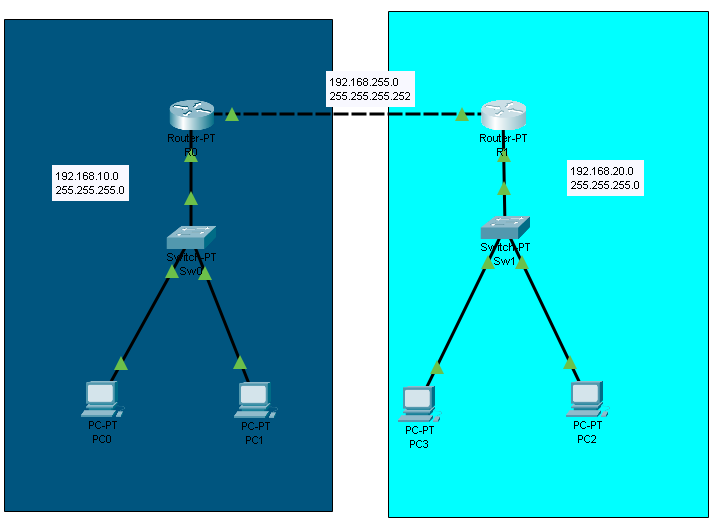 192.168.255.0
255.255.255.252
Router-PT
R0
Router-PT
R1
192.168.10.0
255.255.255.0
192.168.20.0
255.255.255.0
Switch-PT
Sw0
Switch-PT
Sw1
PC-PT
PC0
PC-PT
PC1
PC-PT
PC3
PC-PT
PC2